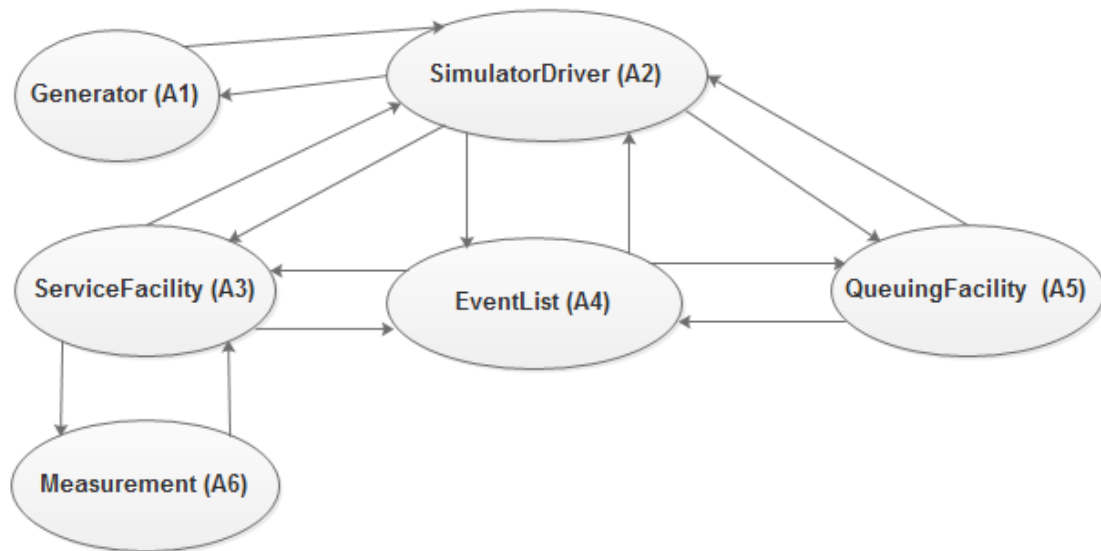 SimulatorDriver (A2)
Generator (A1)
ServiceFacility (A3)
EventList (A4)
QueuingFacility (A5)
Measurement (A6)